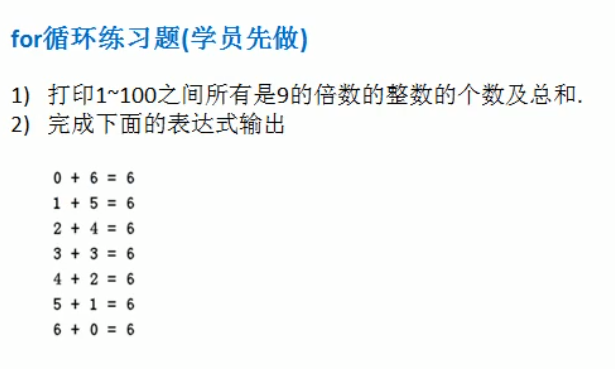 for循环练习题(学员先做)
1) 打印1~100之间所有是9的倍数的整数的个数及总和.
2) 完成下面的表达式输出
0 + 6 = 6
1 + 5 = 6
2 + 4 = 6
3 + 3 = 6
4 + 2 = 6
5 + 1 = 6
6 + 0 = 6